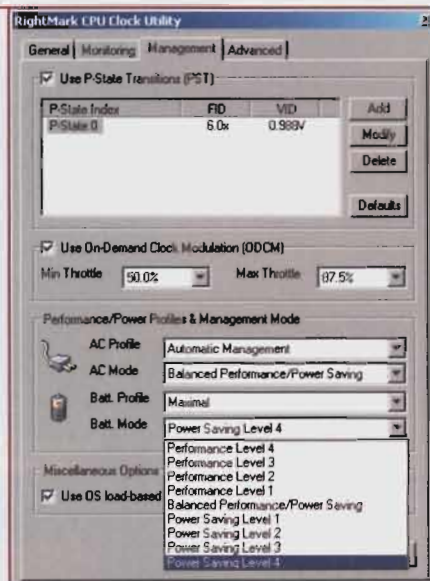 RightMark CPU Clock Utility
General Monitoring Management Advanced
Use P-State Transitions (PST)
P-State Index FID VID
P-State 0 6.0x 0.988V
Add
Modify
Delete
Defaults
Use On-Demand Clock Modulation (ODCM)
Min Throttle 50.0% Max Throttle 87.5%
Performance/Power Profiles & Management Mode
AC Profile Automatic Management
AC Mode Balanced Performance/Power Saving
Batt. Profile Maximal
Batt. Mode Power Saving Level 4
Performance Level 4
Performance Level 3
Performance Level 2
Performance Level 1
Balanced Performance/Power Saving
Power Saving Level 1
Power Saving Level 2
Power Saving Level 3
Power Saving Level 4
Miscellaneous Options
Use OS load-based